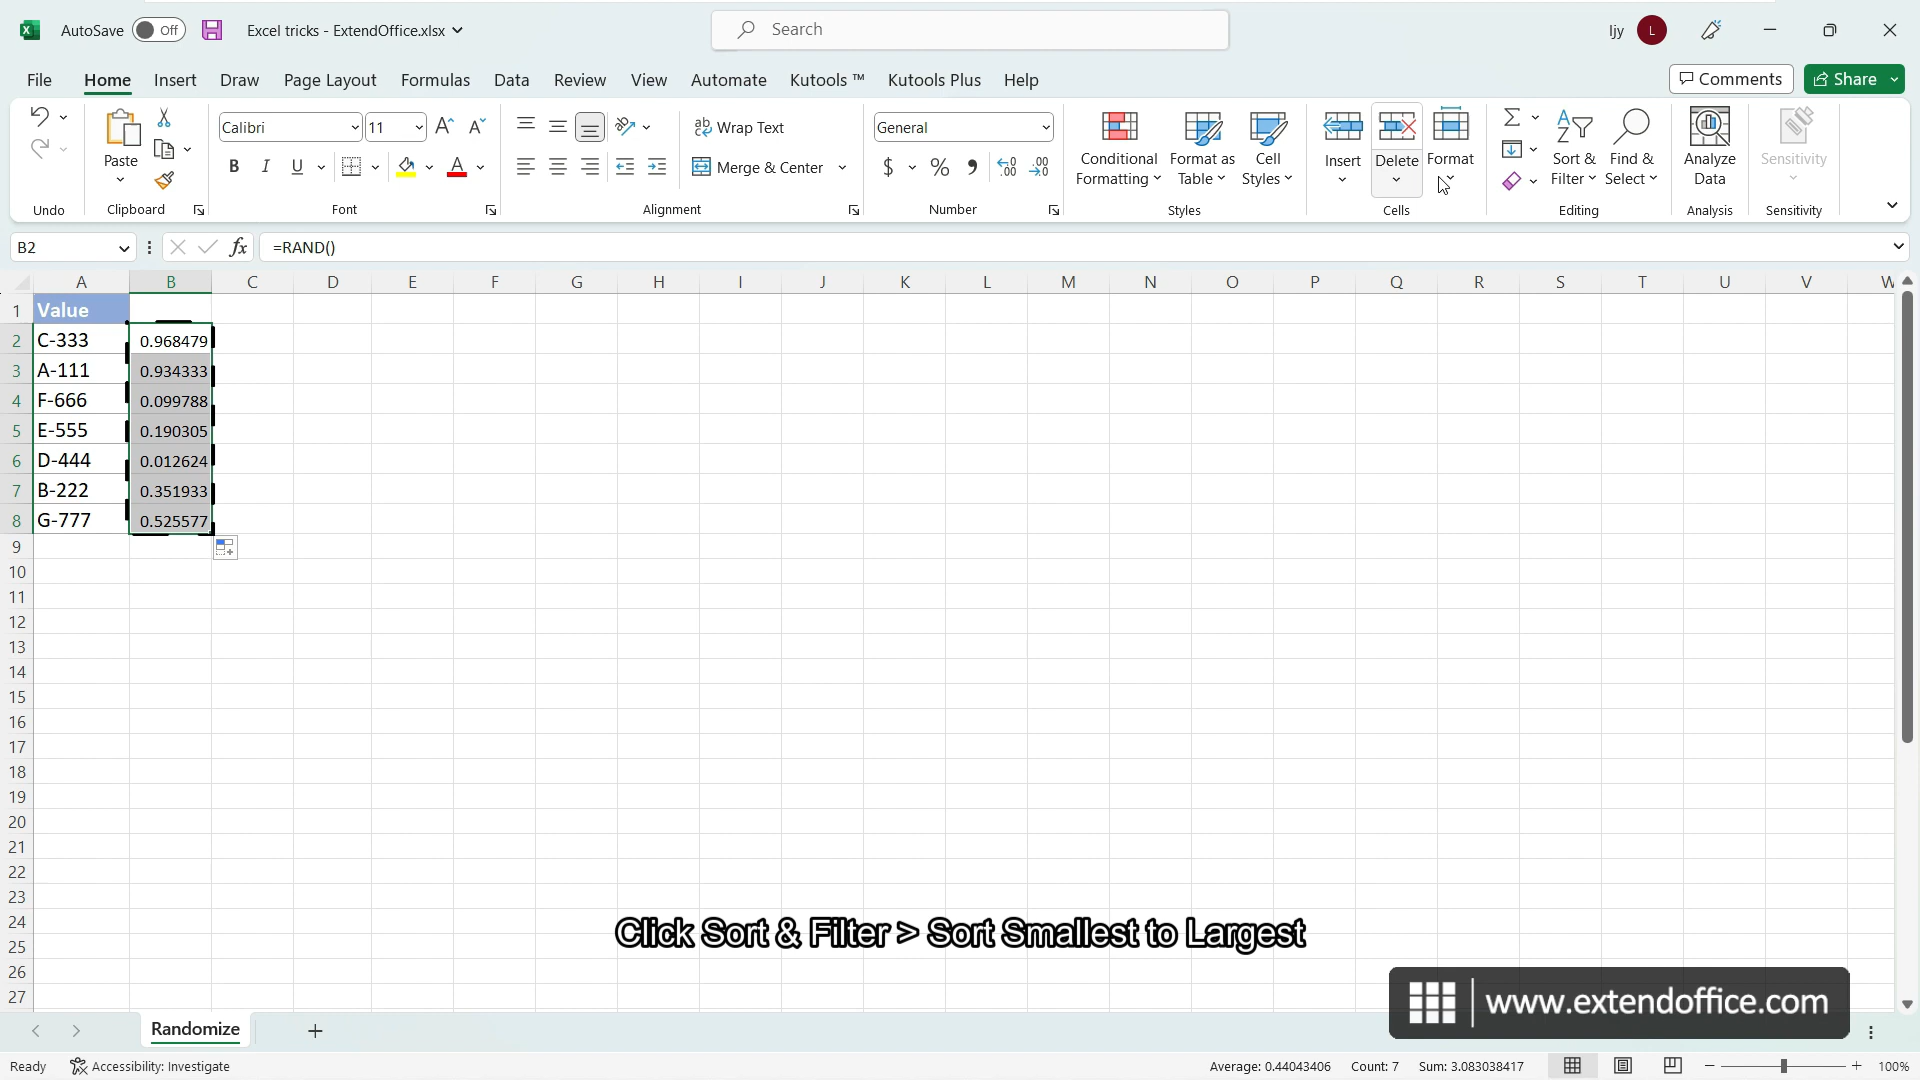 AutoSave Off Excel tricks - ExtendOffice.xlsx Search ljy L
File Home Insert Draw Page Layout Formulas Data Review View Automate Kutools ™ Kutools Plus Help Comments Share
Paste
Calibri 11
B I U A
Wrap Text
Merge & Center
General
$ % 9
Conditional Formatting
Format as Table
Cell Styles
Insert Delete Format
Sort & Filter
Find & Select
Analyze Data
Sensitivity
Undo Clipboard Font Alignment Number Styles Cells Editing Analysis Sensitivity
B2 fx =RAND()
A B C D E F G H I J K L M N O P Q R S T U V W
1 Value
2 C-333 0.968479
3 A-111 0.934333
4 F-666 0.099788
5 E-555 0.190305
6 D-444 0.012624
7 B-222 0.351933
8 G-777 0.525577
9
10
11
12
13
14
15
16
17
18
19
20
21
22
23
24
25
26
27
Click Sort & Filter > Sort Smallest to Largest
www.extendoffice.com
Randomize
Ready Accessibility: Investigate Average: 0.44043406 Count: 7 Sum: 3.083038417 100%